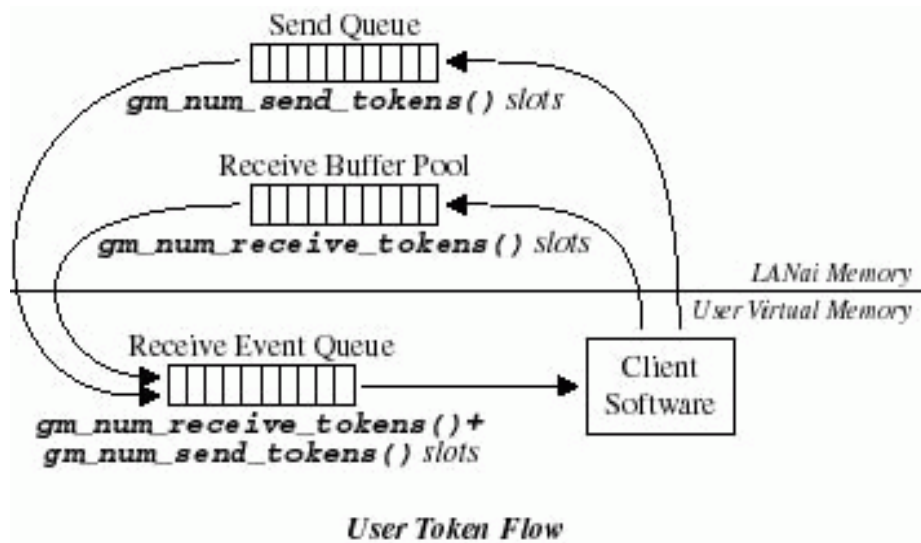 Send Queue
gm_num_send_tokens() slots
Receive Buffer Pool
gm_num_receive_tokens() slots
LANai Memory
User Virtual Memory
Receive Event Queue
Client
Software
gm_num_receive_tokens()+
gm_num_send_tokens() slots
User Token Flow